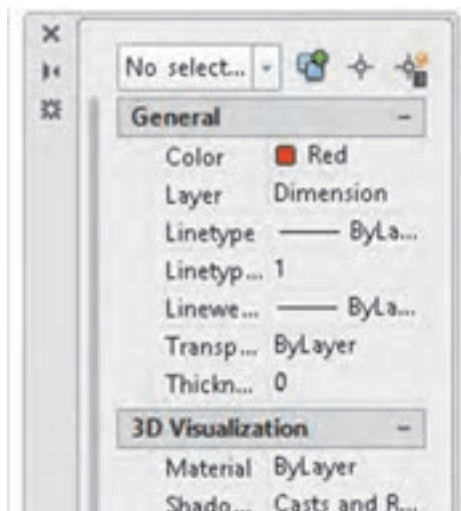 No select...
General
Color Red
Layer Dimension
Linetype ByLa...
Linetyp... 1
Linewe... ByLa...
Transp... ByLayer
Thickn... 0
3D Visualization
Material ByLayer
Shado... Casts and R...